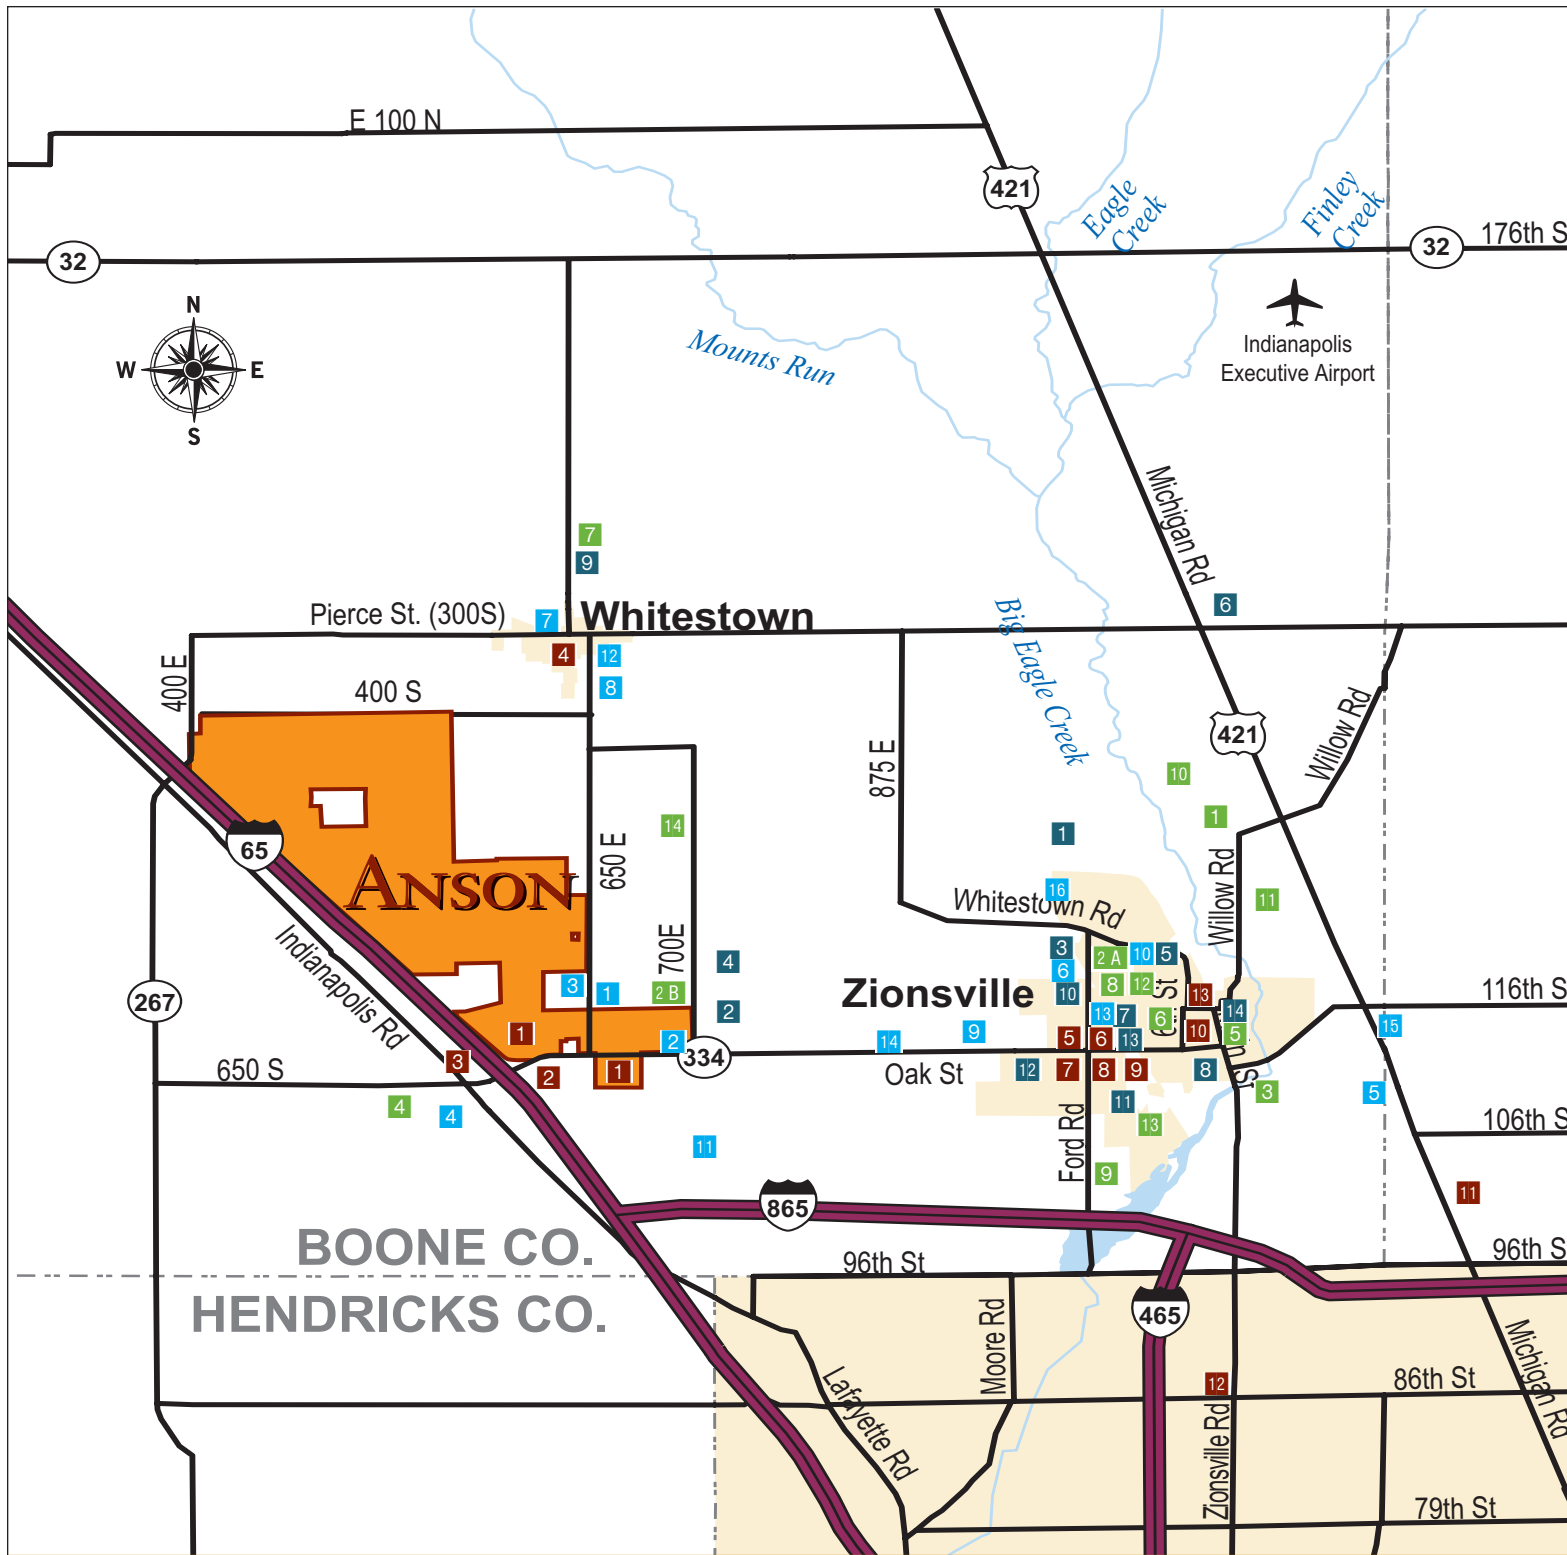 E 100 N
421
Eagle
Creek
Finley
Creek
32
32
176th S
N
W
E
S
Mounts Run
Indianapolis
Executive Airport
Michigan Rd
7
9
6
Pierce St. (300S)
7
Whitestown
Big Eagle Creek
4
12
8
400 E
400 S
421
Willow Rd
875 E
10
1
14
1
65
650 E
ANSON
Willow Rd
16
11
Whitestown Rd
Indianapolis Rd
700E
4
3
2 A
10
5
6
8
12
St
267
3
1
2 B
Zionsville
10
13
116th S
2
13
7
6
14
15
1
14
9
5
6
13
10
5
2
334
3
650 S
2
1
Oak St
12
7
8
9
8
St
3
5
4
4
11
Ford Rd
13
106th S
11
9
11
865
BOONE CO.
96th St
96th S
HENDRICKS CO.
465
Moore Rd
Michigan Rd
Lafayette Rd
12
86th St
Zionsville Rd
79th St